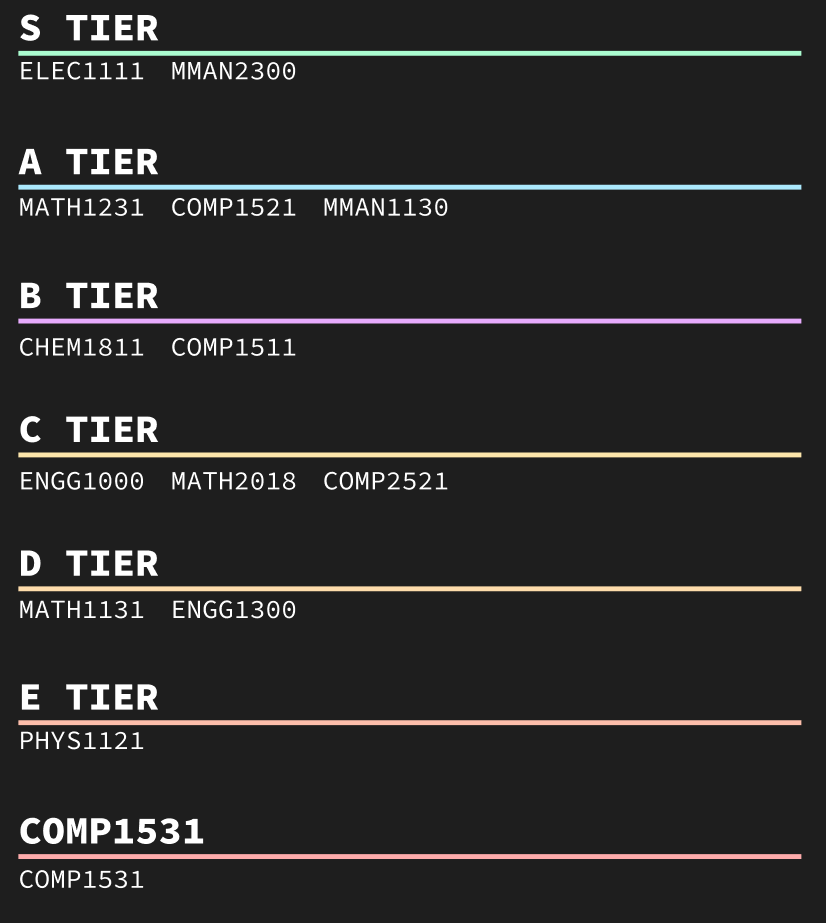 S TIER
ELEC1111 MMAN2300
A TIER
MATH1231 COMP1521 MMAN1130
B TIER
CHEM1811 COMP1511
C TIER
ENGG1000 MATH2018 COMP2521
D TIER
MATH1131 ENGG1300
E TIER
PHYS1121
COMP1531
COMP1531